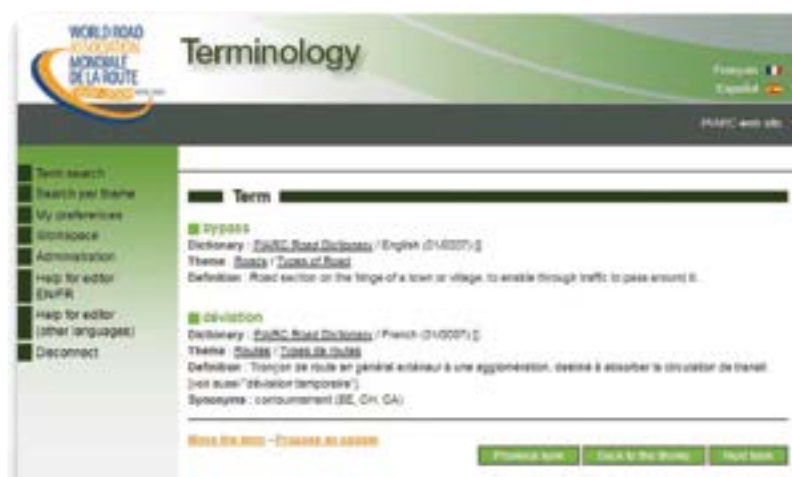 WORLD ROAD
ASSOCIATION
MONDIALE
DE LA ROUTE
Terminology
Français
Español
PIARC web site
Term search
Search per theme
My preferences
Workspace
Administration
Help for editor
EN/FR
Help for editor
(other languages)
Disconnect
Term
bypass
Dictionary : PIARC Road Dictionary / English
Theme : Roads / Types of Road
Definition : Road section on the fringe of a town or village, to enable through traffic to pass around it.
déviation
Dictionary : PIARC Road Dictionary / French
Theme : Routes / Types de routes
Definition : Tronçon de route en général extérieur à une agglomération, destiné à absorber la circulation de transit
[voir aussi "déviation temporaire"].
Synonyms : contournement (BE, CH, CA)
Move the term - Propose an update
Previous term
Back to the theme
Next term